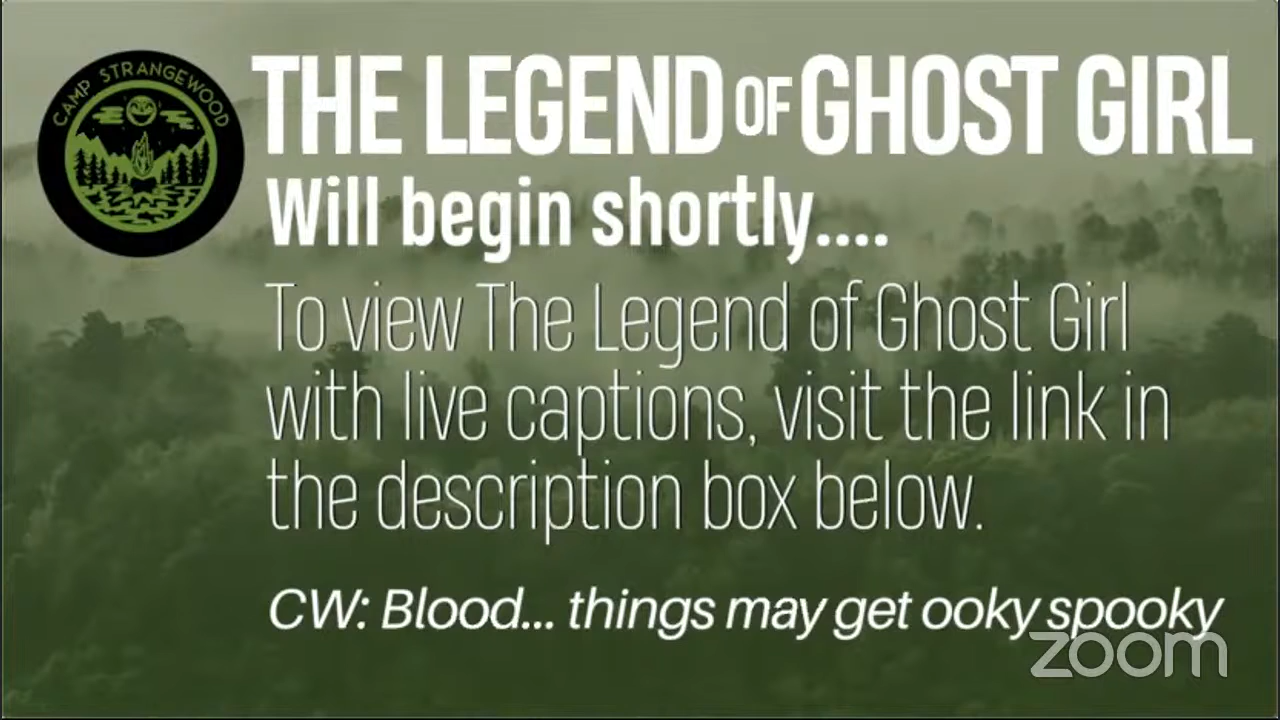 CAMP STRANGEWOOD
THE LEGEND OF GHOST GIRL
Will begin shortly....
To view The Legend of Ghost Girl
with live captions, visit the link in
the description box below.
CW: Blood... things may get ooky spooky
zoom